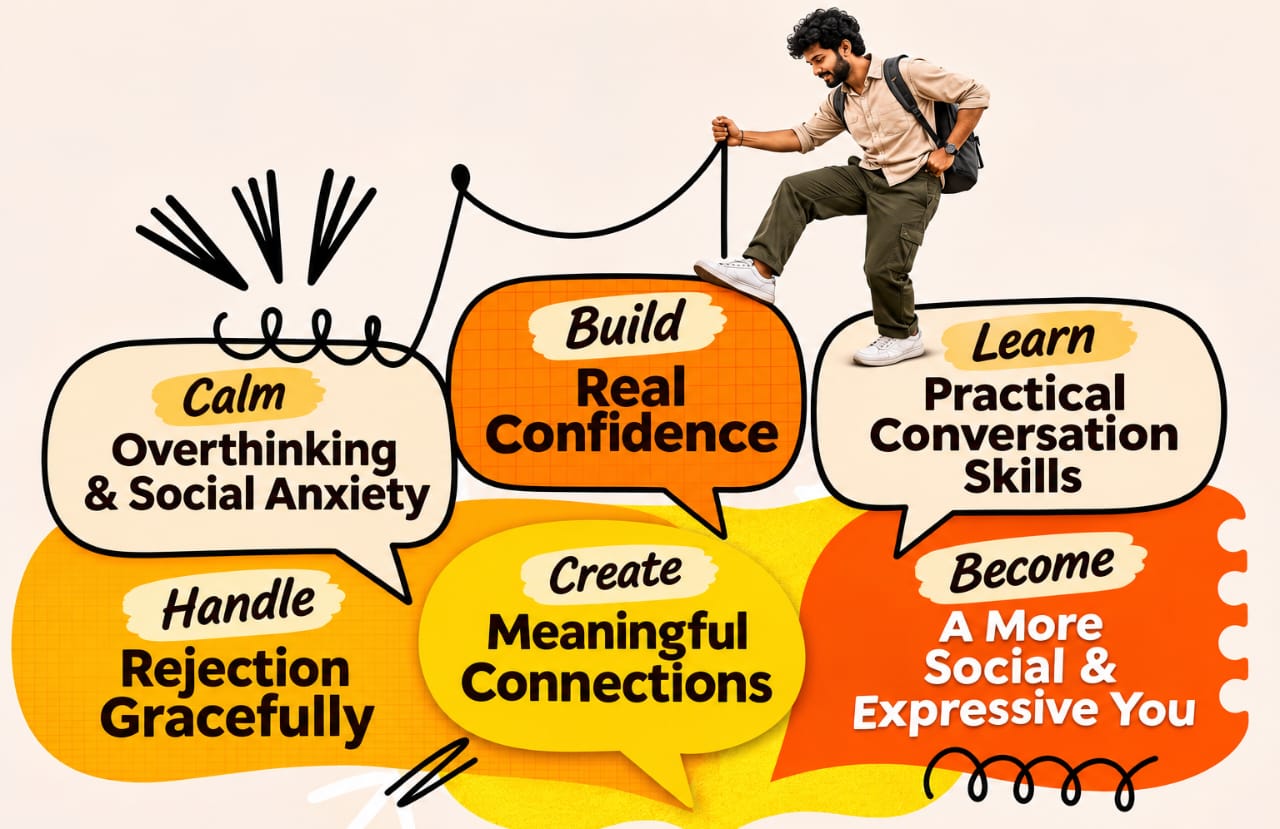 Calm
Overthinking
& Social Anxiety
Build
Real
Confidence
Learn
Practical
Conversation
Skills
Handle
Rejection
Gracefully
Create
Meaningful
Connections
Become
A More
Social &
Expressive You